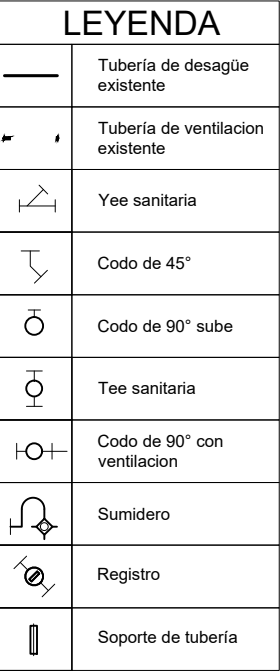 LEYENDA
Tubería de desagüe
existente
Tubería de ventilacion
existente
Yee sanitaria
Codo de 45°
Codo de 90° sube
Tee sanitaria
Codo de 90° con
ventilacion
Sumidero
Registro
Soporte de tubería